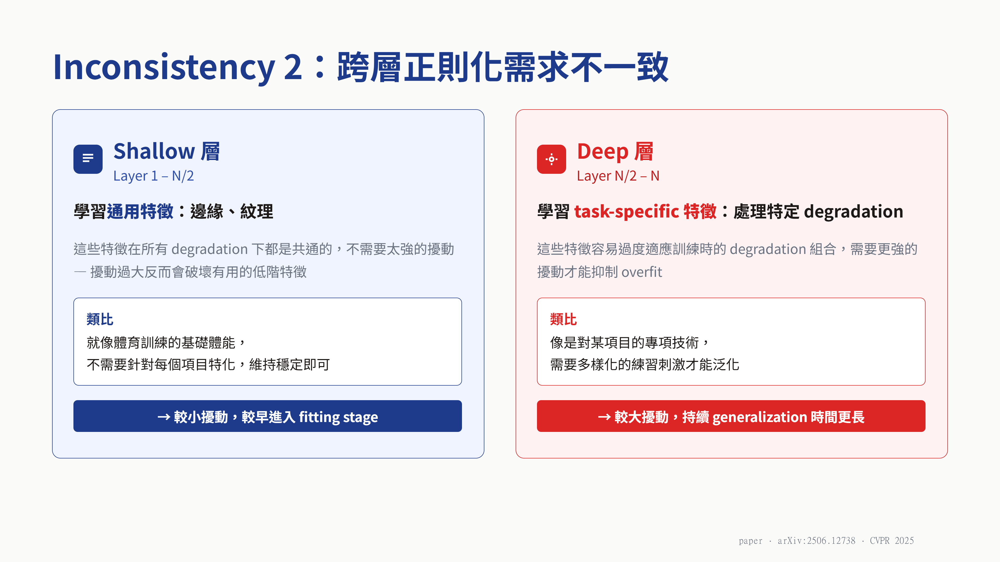 Inconsistency 2：跨層正則化需求不一致
Shallow 層
Layer 1 – N/2
學習通用特徵：邊緣、紋理
這些特徵在所有 degradation 下都是共通的，不需要太強的擾動
— 擾動過大反而會破壞有用的低階特徵
類比
就像體育訓練的基礎體能，
不需要針對每個項目特化，維持穩定即可
→ 較小擾動，較早進入 fitting stage
Deep 層
Layer N/2 – N
學習 task-specific 特徵：處理特定 degradation
這些特徵容易過度適應訓練時的 degradation 組合，需要更強的
擾動才能抑制 overfit
類比
像是對某項目的專項技術，
需要多樣化的練習刺激才能泛化
→ 較大擾動，持續 generalization 時間更長
paper · arXiv:2506.12738 · CVPR 2025